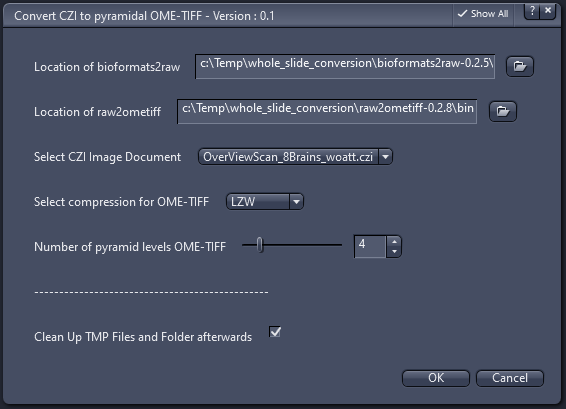 Convert CZI to pyramidal OME-TIFF - Version : 0.1 ✓ Show All ? ×
Location of bioformats2raw c:\Temp\whole_slide_conversion\bioformats2raw-0.2.5\
Location of raw2ometiff c:\Temp\whole_slide_conversion\raw2ometiff-0.2.8\bin
Select CZI Image Document OverViewScan_8Brains_woatt.czi
Select compression for OME-TIFF LZW
Number of pyramid levels OME-TIFF 4
-----------------------------------------------
Clean Up TMP Files and Folder afterwards
OK Cancel